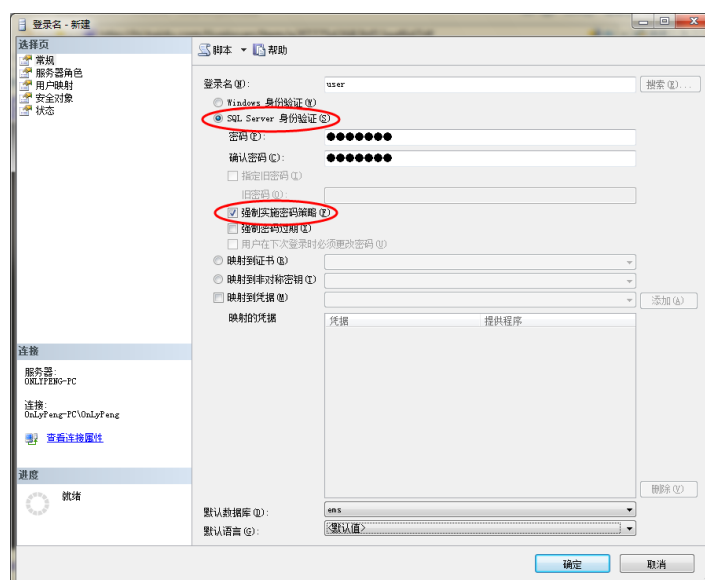 登录名 - 新建
选择页
常规
服务器角色
用户映射
安全对象
状态
脚本
帮助
登录名(N):
user
搜索(E)...
Windows 身份验证(W)
SQL Server 身份验证(S)
密码(P):
●●●●●●●
确认密码(C):
●●●●●●●
指定旧密码(I)
旧密码(O):
强制实施密码策略(F)
强制密码过期(X)
用户在下次登录时必须更改密码(U)
映射到证书(R)
映射到非对称密钥(T)
映射到凭据(M)
添加(A)
映射的凭据
凭据
提供程序
连接
服务器:
ONLYPENG-PC
连接:
OnLyPeng-PC\OnLyPeng
查看连接属性
进度
就绪
删除(V)
默认数据库(D):
ems
默认语言(G):
<默认值>
确定
取消